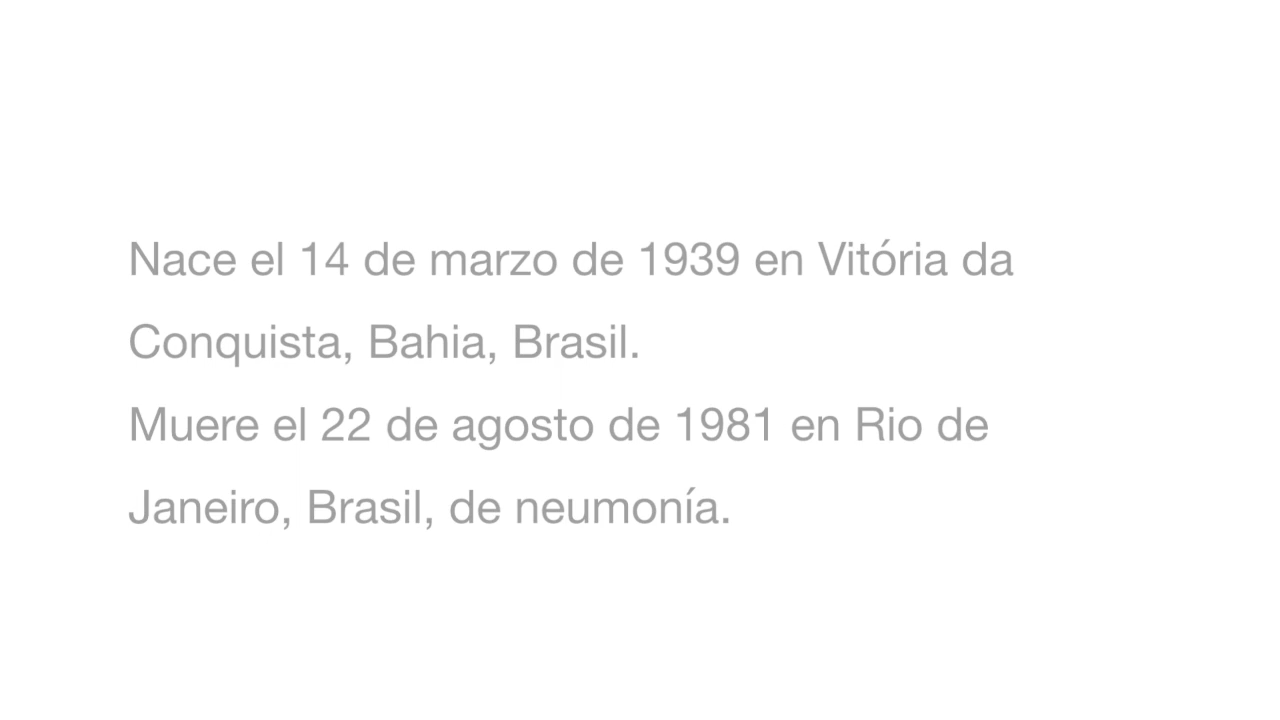 Nace el 14 de marzo de 1939 en Vitória da
Conquista, Bahia, Brasil.
Muere el 22 de agosto de 1981 en Rio de
Janeiro, Brasil, de neumonía.